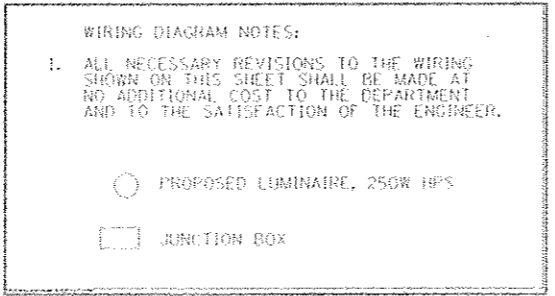 WIRING DIAGRAM NOTES:
1. ALL NECESSARY REVISIONS TO THE WIRING
SHOWN ON THIS SHEET SHALL BE MADE AT
NO ADDITIONAL COST TO THE DEPARTMENT
AND TO THE SATISFACTION OF THE ENGINEER.
PROPOSED LUMINAIRE, 250W HPS
JUNCTION BOX